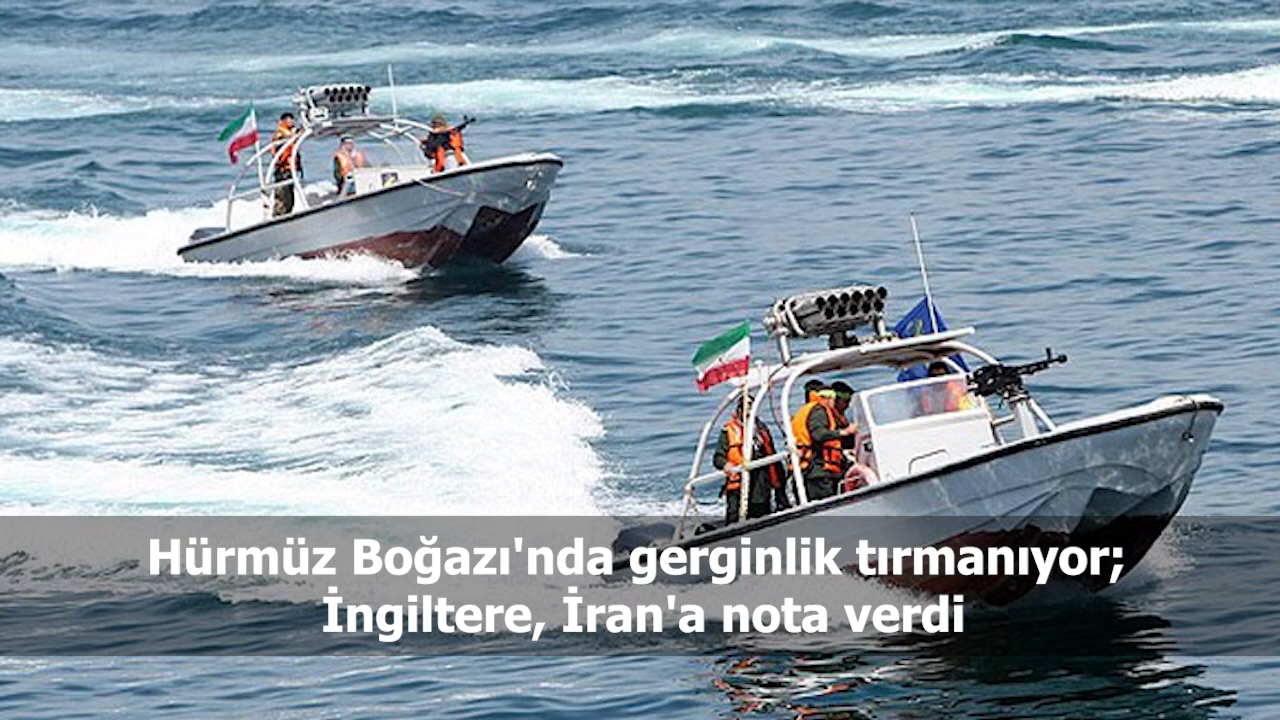 Hürmüz Boğazı'nda gerginlik tırmanıyor;
İngiltere, İran'a nota verdi